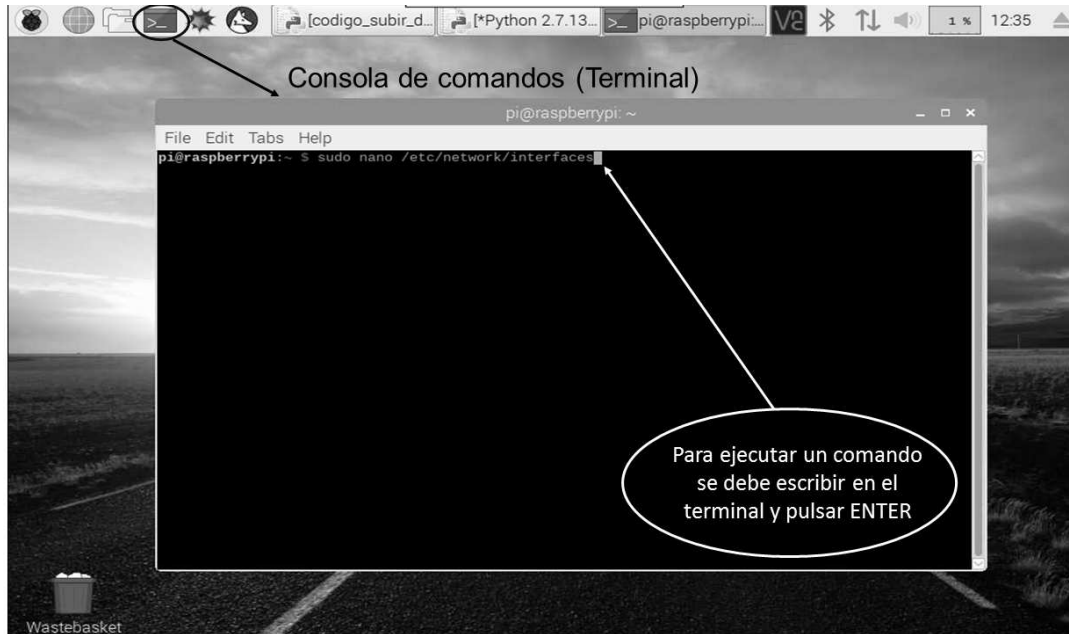 [codigo_subir_d...
[*Python 2.7.13...
pi@raspberrypi:...
1 %
12:35
Consola de comandos (Terminal)
pi@raspberrypi: ~
File Edit Tabs Help
pi@raspberrypi:~ $ sudo nano /etc/network/interfaces
Para ejecutar un comando
se debe escribir en el
terminal y pulsar ENTER
Wastebasket